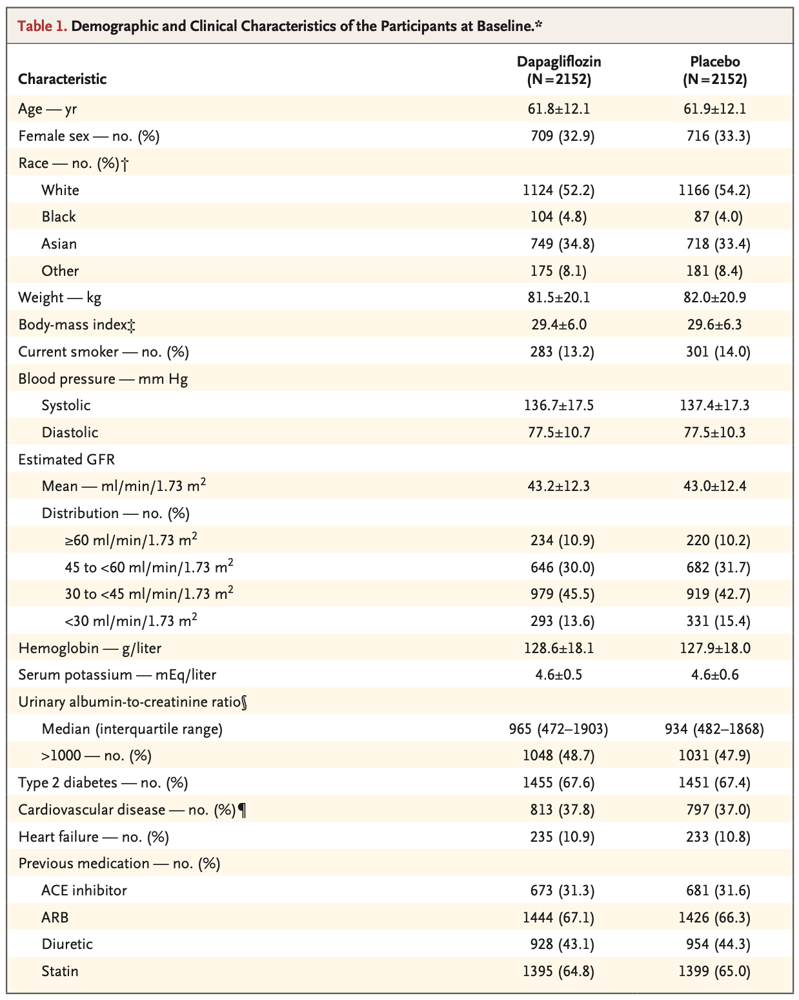 Table 1. Demographic and Clinical Characteristics of the Participants at Baseline.*
Characteristic Dapagliflozin (N=2152) Placebo (N=2152)
Age — yr 61.8±12.1 61.9±12.1
Female sex — no. (%) 709 (32.9) 716 (33.3)
Race — no. (%)†
White 1124 (52.2) 1166 (54.2)
Black 104 (4.8) 87 (4.0)
Asian 749 (34.8) 718 (33.4)
Other 175 (8.1) 181 (8.4)
Weight — kg 81.5±20.1 82.0±20.9
Body-mass index‡ 29.4±6.0 29.6±6.3
Current smoker — no. (%) 283 (13.2) 301 (14.0)
Blood pressure — mm Hg
Systolic 136.7±17.5 137.4±17.3
Diastolic 77.5±10.7 77.5±10.3
Estimated GFR
Mean — ml/min/1.73 m² 43.2±12.3 43.0±12.4
Distribution — no. (%)
≥60 ml/min/1.73 m² 234 (10.9) 220 (10.2)
45 to <60 ml/min/1.73 m² 646 (30.0) 682 (31.7)
30 to <45 ml/min/1.73 m² 979 (45.5) 919 (42.7)
<30 ml/min/1.73 m² 293 (13.6) 331 (15.4)
Hemoglobin — g/liter 128.6±18.1 127.9±18.0
Serum potassium — mEq/liter 4.6±0.5 4.6±0.6
Urinary albumin-to-creatinine ratio§
Median (interquartile range) 965 (472–1903) 934 (482–1868)
>1000 — no. (%) 1048 (48.7) 1031 (47.9)
Type 2 diabetes — no. (%) 1455 (67.6) 1451 (67.4)
Cardiovascular disease — no. (%)¶ 813 (37.8) 797 (37.0)
Heart failure — no. (%) 235 (10.9) 233 (10.8)
Previous medication — no. (%)
ACE inhibitor 673 (31.3) 681 (31.6)
ARB 1444 (67.1) 1426 (66.3)
Diuretic 928 (43.1) 954 (44.3)
Statin 1395 (64.8) 1399 (65.0)